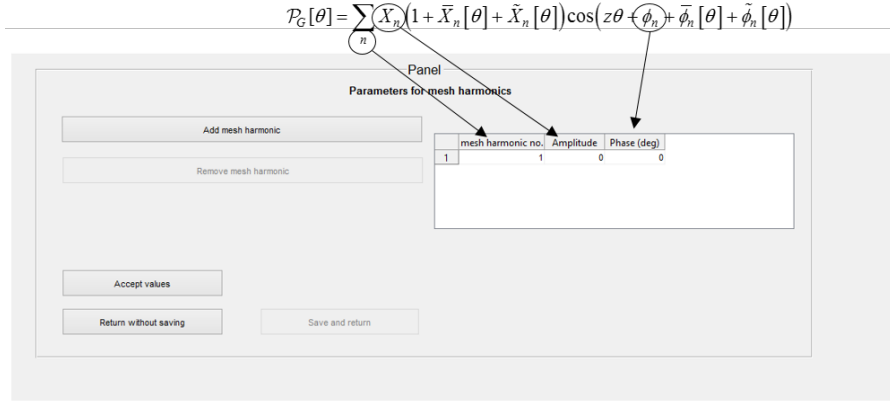 𝒫_G[θ] = ∑_n X_n(1 + X̄_n[θ] + X̃_n[θ])cos(zθ + ϕ_n + ϕ̄_n[θ] + ϕ̃_n[θ])
Panel
Parameters for mesh harmonics
Add mesh harmonic
Remove mesh harmonic
mesh harmonic no. Amplitude Phase (deg)
1 1 0 0
Accept values
Return without saving Save and return